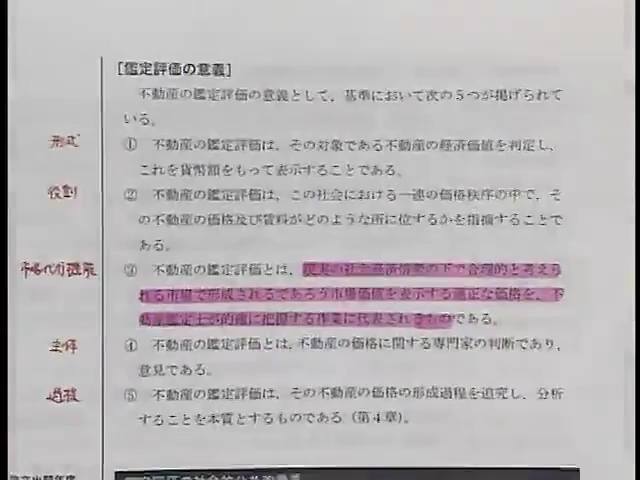 [鑑定評価の意義]
不動産の鑑定評価の意義として、基準において次の5つが掲げられて
いる。
形式
① 不動産の鑑定評価は、その対象である不動産の経済価値を判定し、
これを貨幣額をもって表示することである。
役割
② 不動産の鑑定評価は、この社会における一連の価格秩序の中で、そ
の不動産の価格及び賃料がどのような所に位するかを指摘することで
ある。
市場代行機能
③ 不動産の鑑定評価とは、現実の社会経済情勢の下で合理的と考えら
れる市場で形成されるであろう市場価値を表示する適正な価格を、不
動産鑑定士が的確に把握する作業に代表されるものである。
主体
④ 不動産の鑑定評価とは、不動産の価格に関する専門家の判断であり、
意見である。
過程
⑤ 不動産の鑑定評価は、その不動産の価格の形成過程を追究し、分析
することを本質とするものである(第4章)。